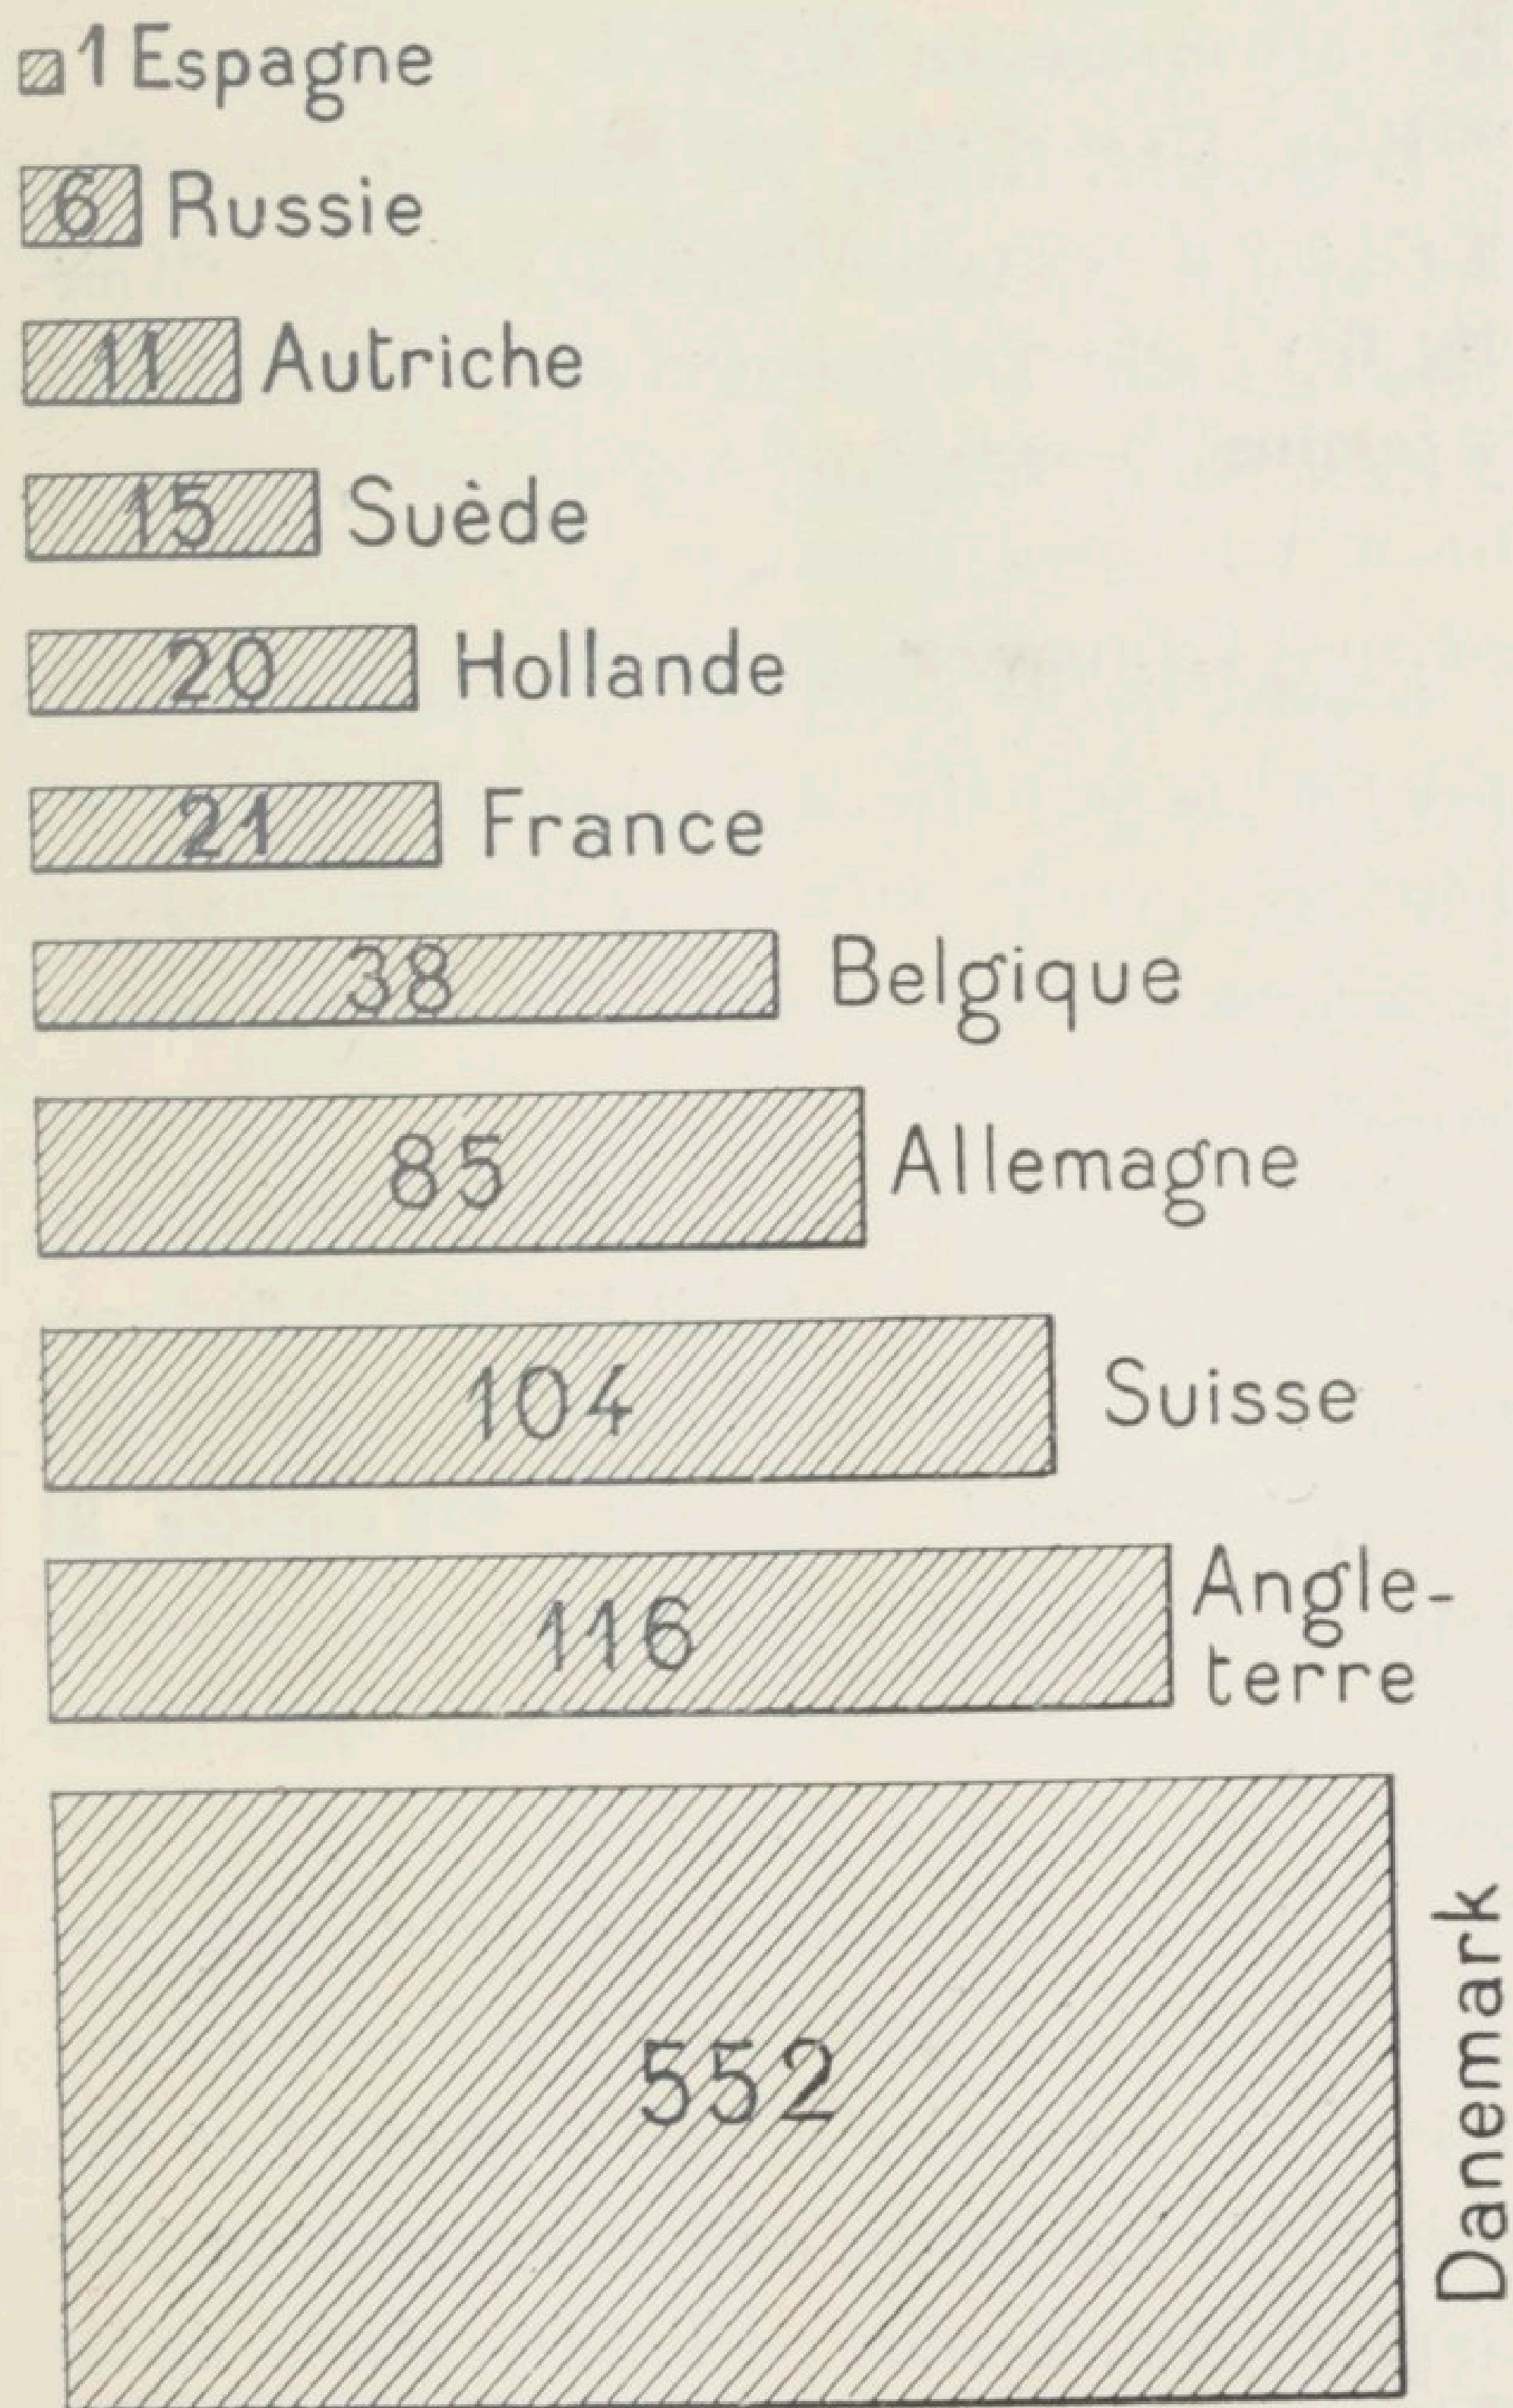 1 Espagne
6 Russie
11 Autriche
15 Suède
20 Hollande
21 France
38 Belgique
85 Allemagne
104 Suisse
116 Angle-
terre
552 Danemark